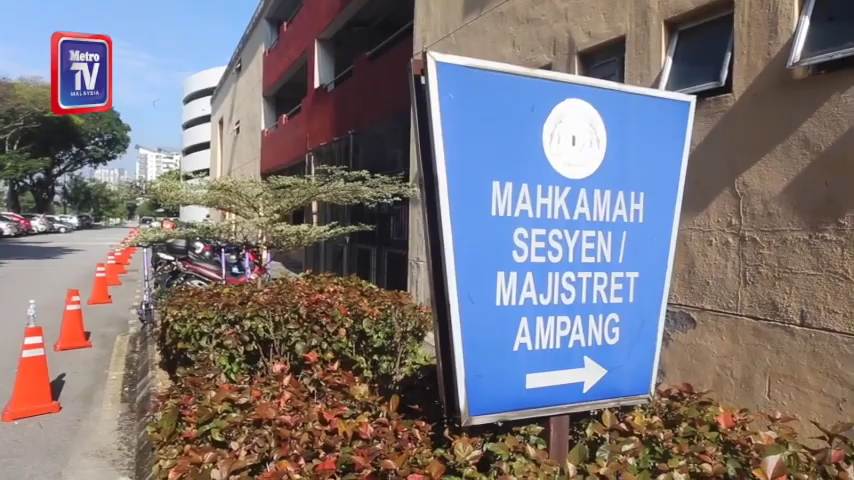 Metro
TV
MALAYSIA
MAHKAMAH
SESYEN /
MAJISTRET
AMPANG